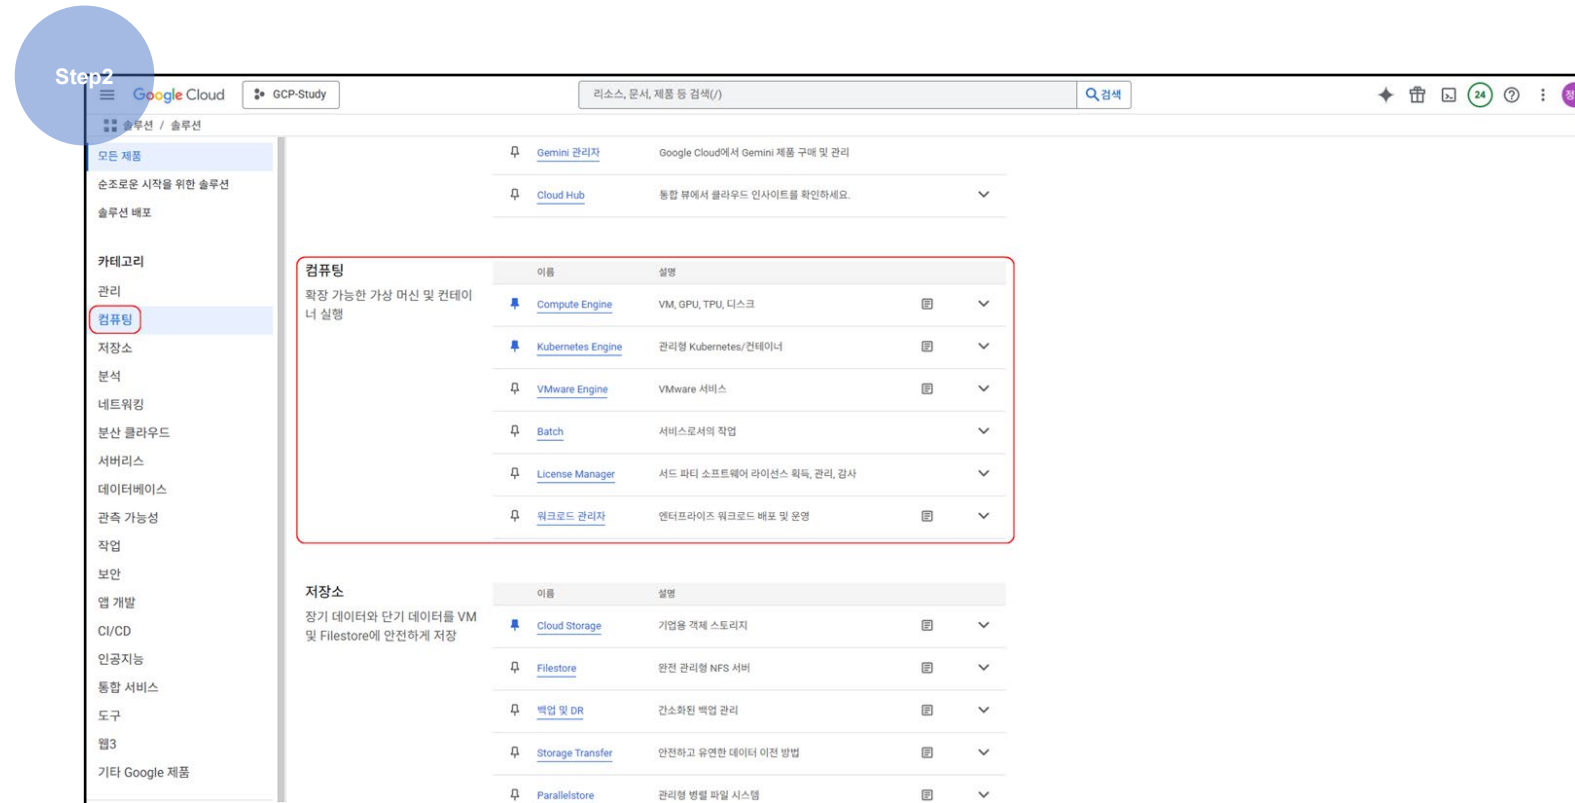 Step2
Google Cloud
GCP-Study
리소스, 문서, 제품 등 검색(/)
검색
24
정
솔루션 / 솔루션
모든 제품
순조로운 시작을 위한 솔루션
솔루션 배포
카테고리
관리
컴퓨팅
저장소
분석
네트워킹
분산 클라우드
서버리스
데이터베이스
관측 가능성
작업
보안
앱 개발
CI/CD
인공지능
통합 서비스
도구
웹3
기타 Google 제품
Gemini 관리자 Google Cloud에서 Gemini 제품 구매 및 관리
Cloud Hub 통합 뷰에서 클라우드 인사이트를 확인하세요.
컴퓨팅
확장 가능한 가상 머신 및 컨테이
너 실행
이름 설명
Compute Engine VM, GPU, TPU, 디스크
Kubernetes Engine 관리형 Kubernetes/컨테이너
VMware Engine VMware 서비스
Batch 서비스로서의 작업
License Manager 서드 파티 소프트웨어 라이선스 획득, 관리, 감사
워크로드 관리자 엔터프라이즈 워크로드 배포 및 운영
저장소
장기 데이터와 단기 데이터를 VM
및 Filestore에 안전하게 저장
이름 설명
Cloud Storage 기업용 객체 스토리지
Filestore 완전 관리형 NFS 서버
백업 및 DR 간소화된 백업 관리
Storage Transfer 안전하고 유연한 데이터 이전 방법
Parallelstore 관리형 병렬 파일 시스템